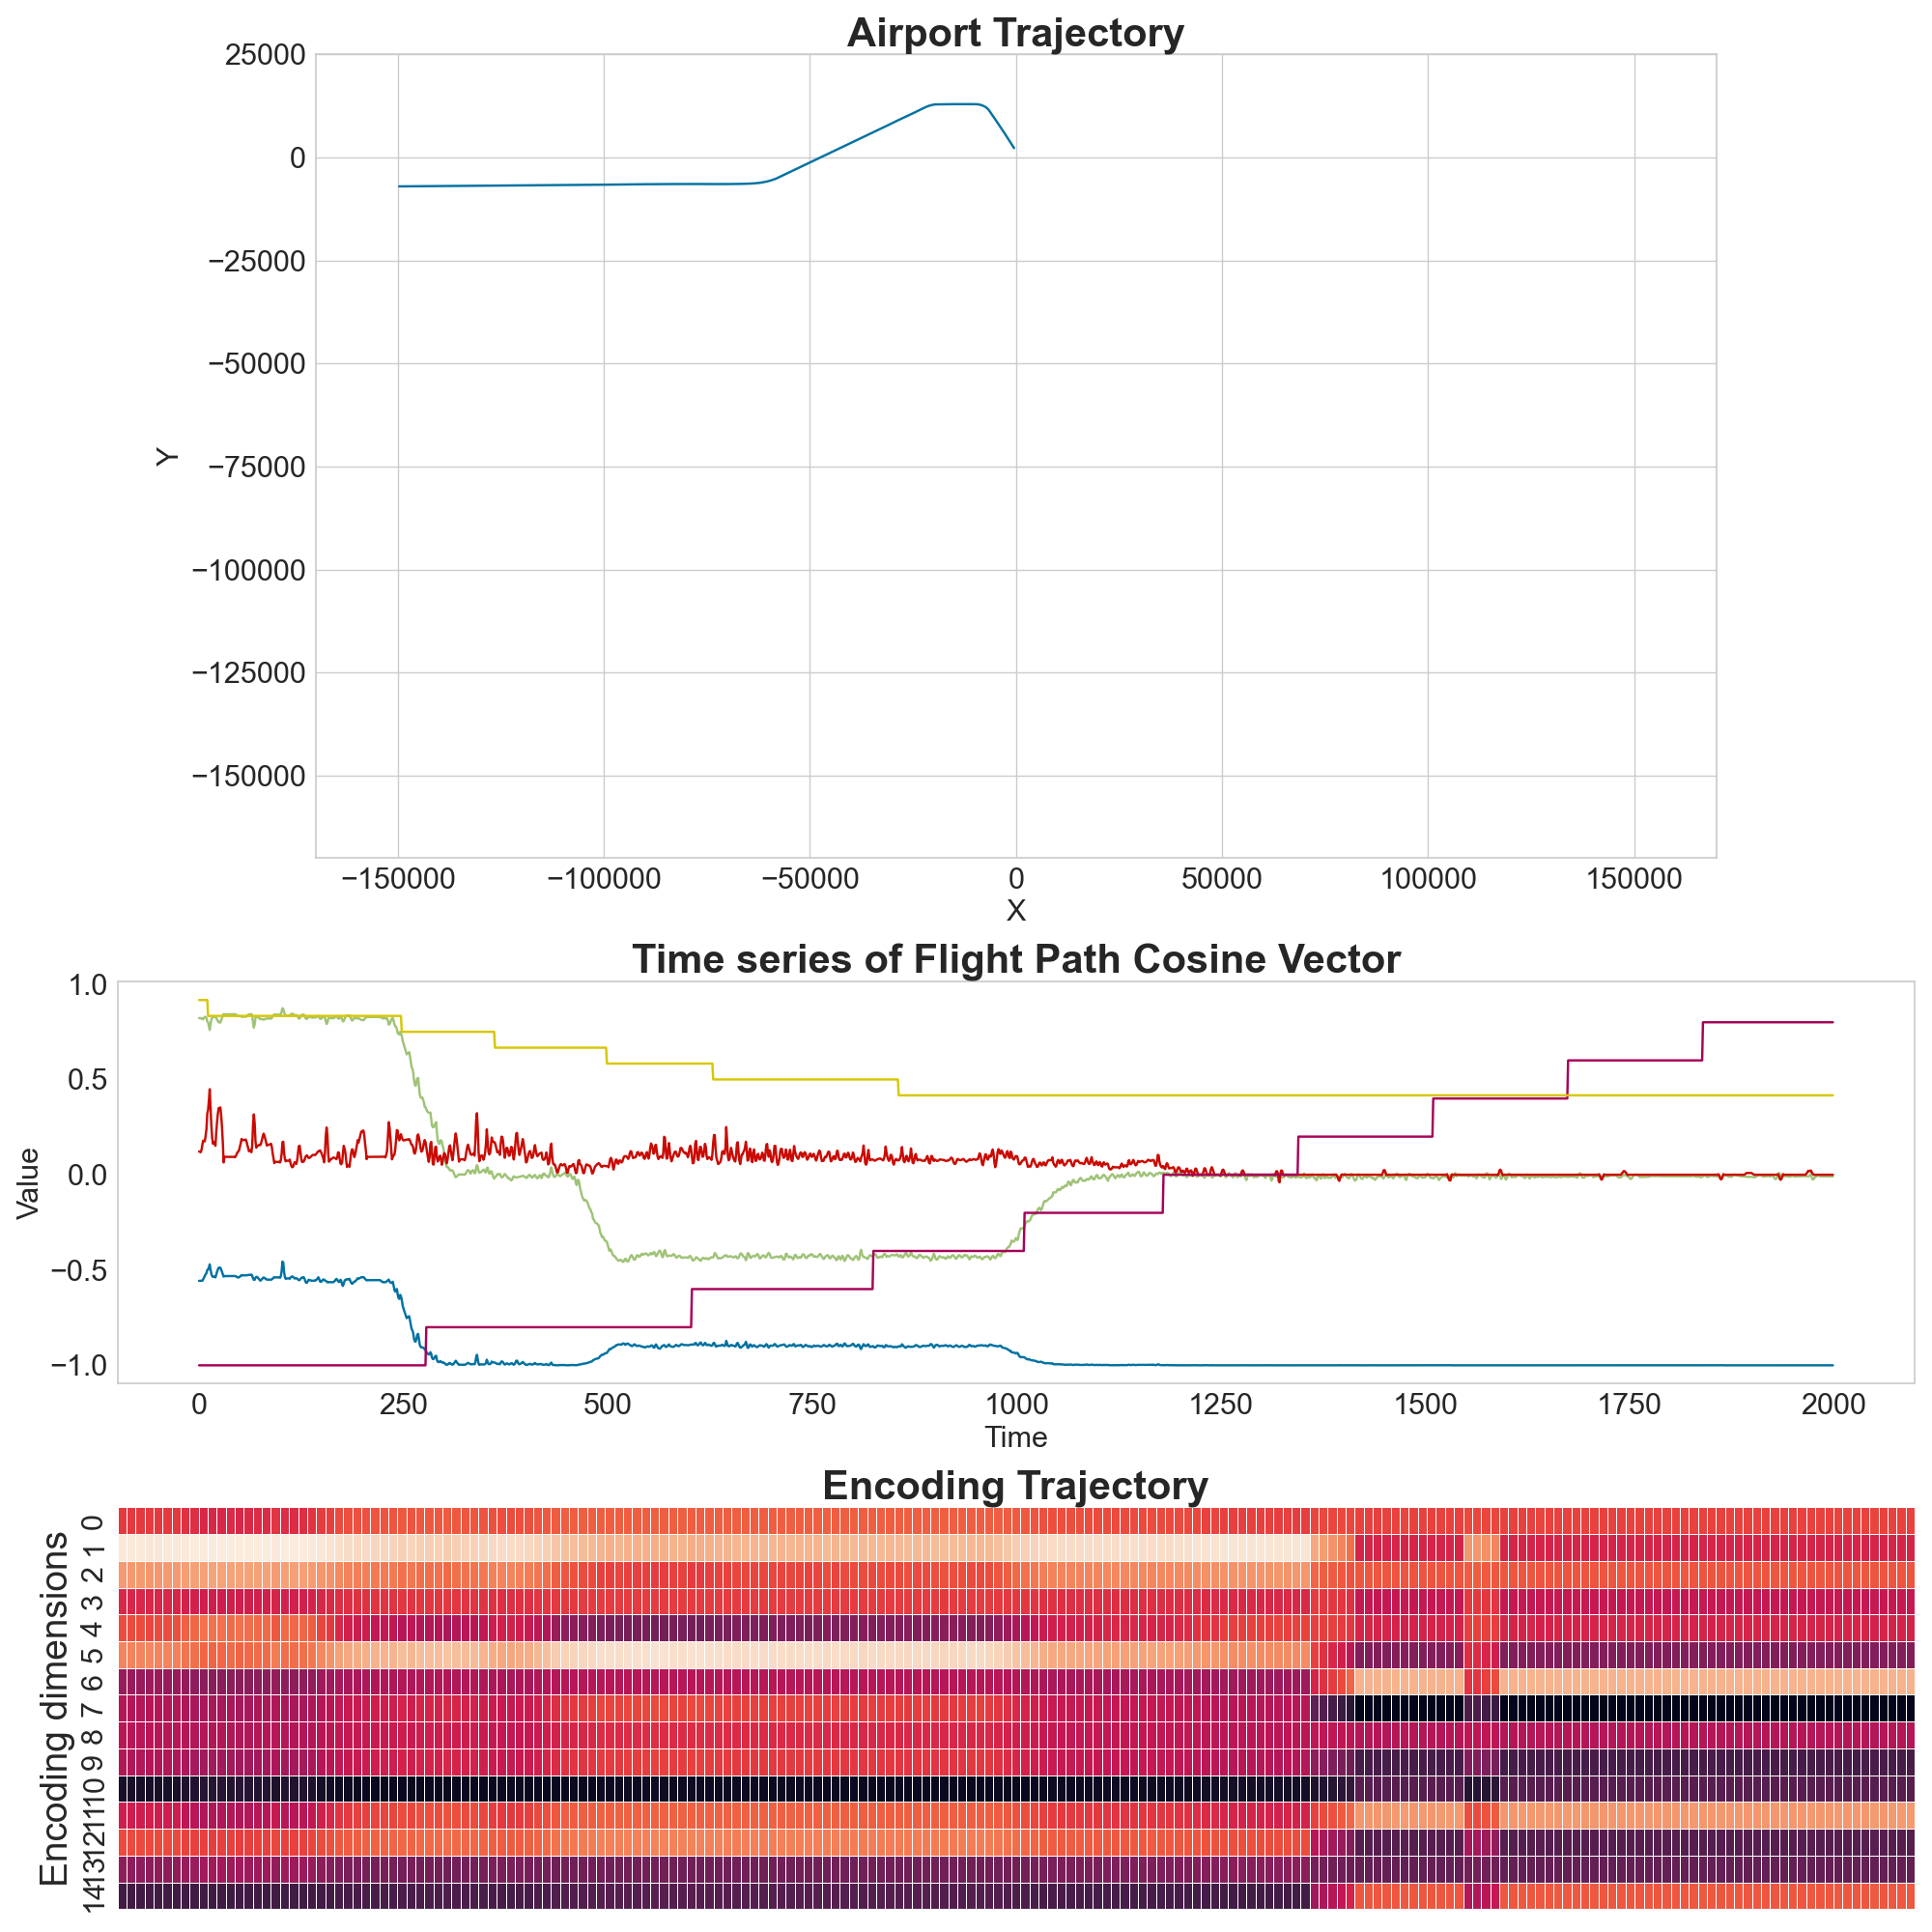 Airport Trajectory
25000
0
−25000
−50000
−75000
−100000
−125000
−150000
Y
−150000 −100000 −50000 0 50000 100000 150000
X
Time series of Flight Path Cosine Vector
1.0
0.5
0.0
−0.5
−1.0
Value
0 250 500 750 1000 1250 1500 1750 2000
Time
Encoding Trajectory
Encoding dimensions
0
1
2
3
4
5
6
7
8
9
10
11
12
13
14